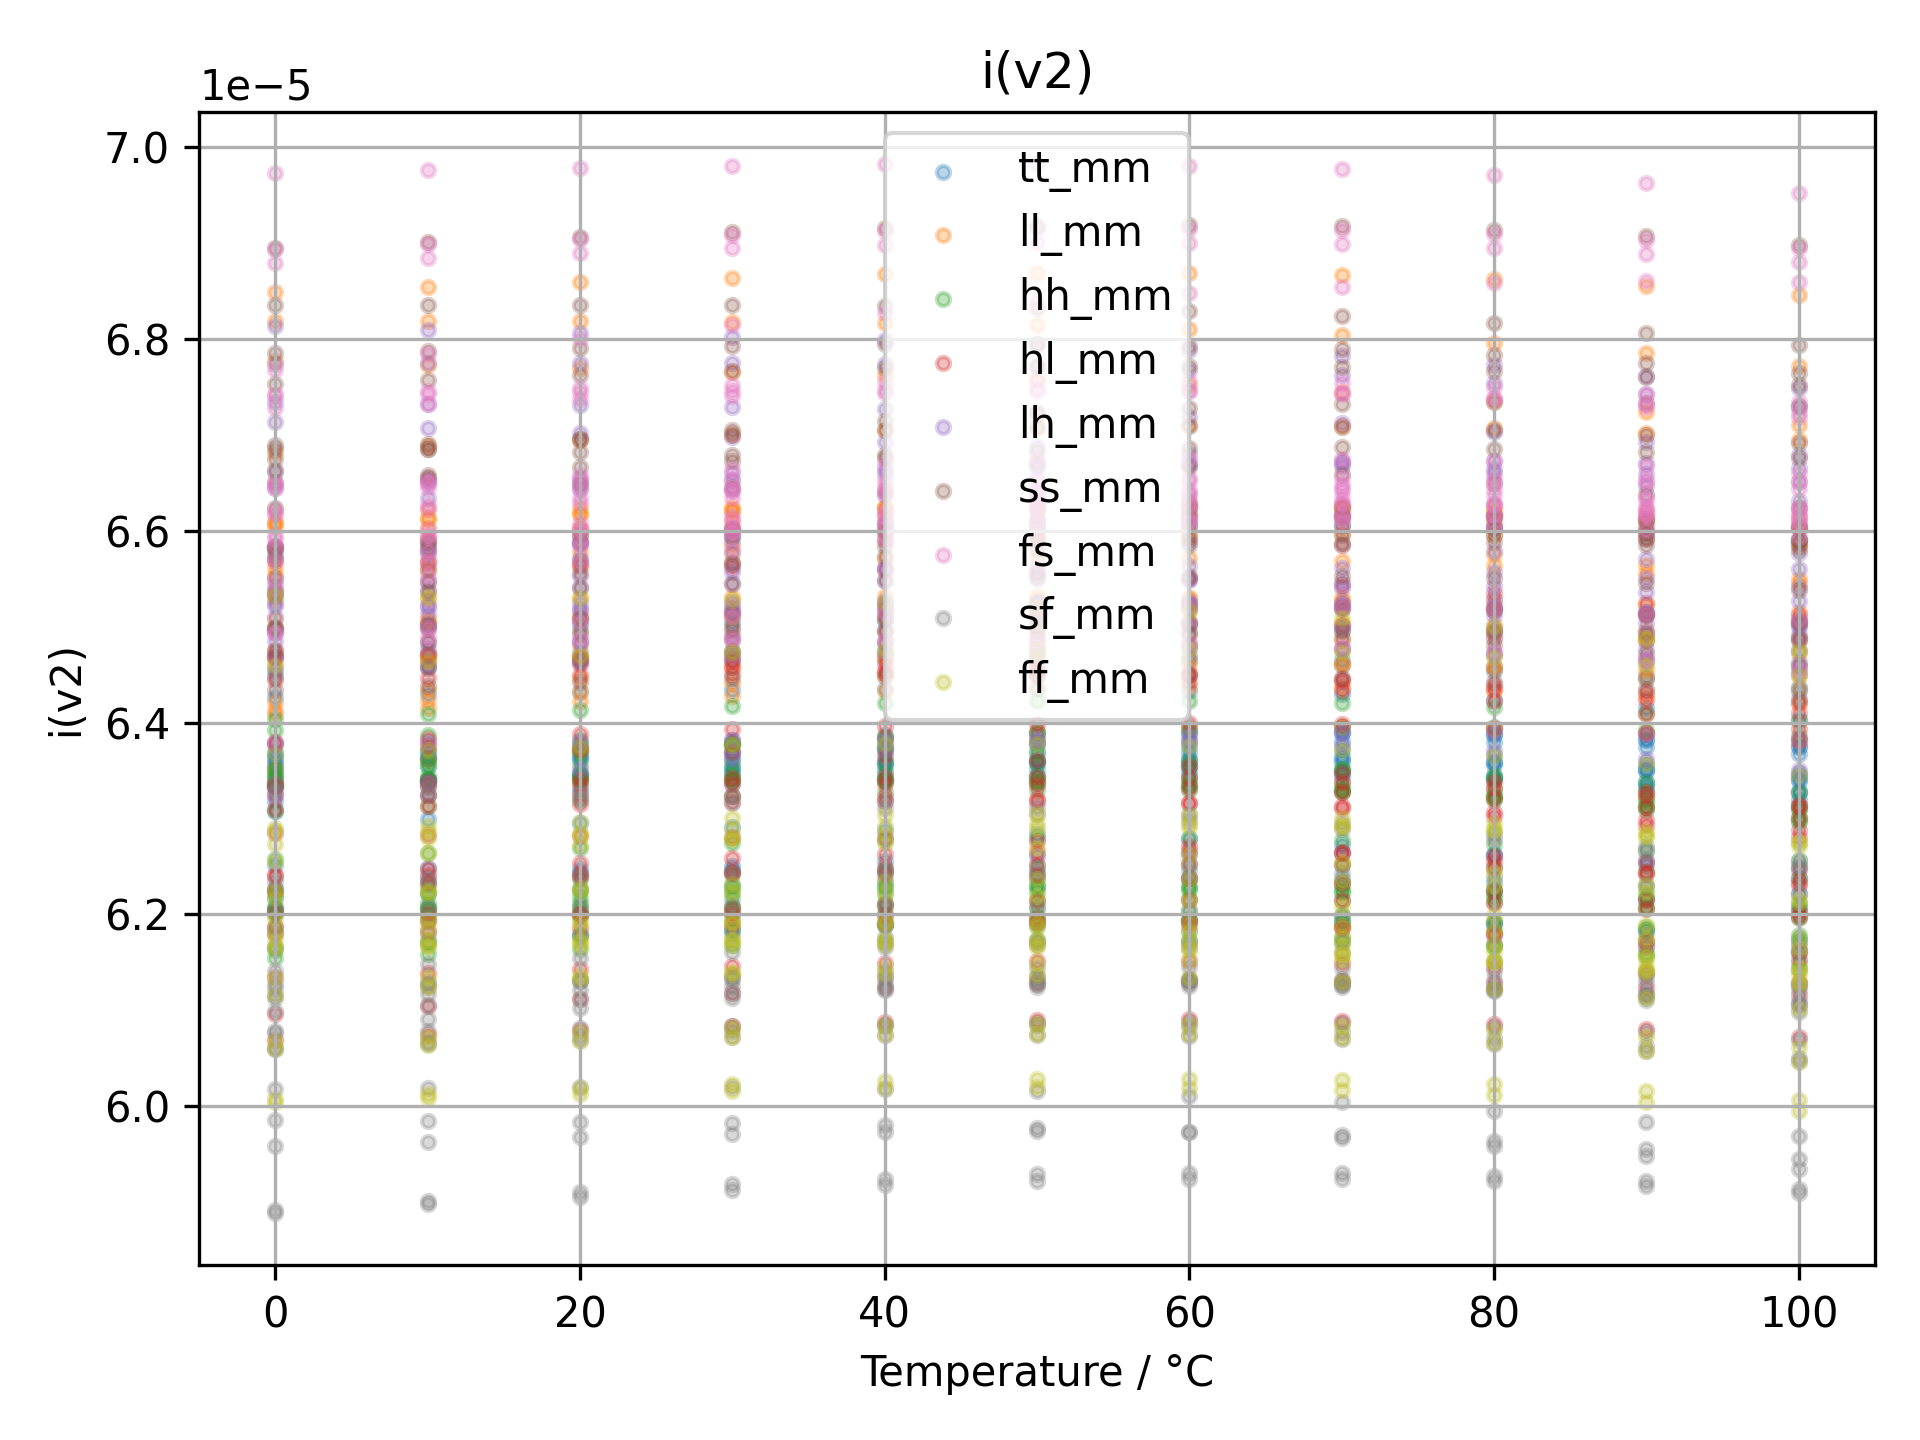 i(v2)
1e−5
7.0
6.8
6.6
6.4
6.2
6.0
i(v2)
tt_mm
ll_mm
hh_mm
hl_mm
lh_mm
ss_mm
fs_mm
sf_mm
ff_mm
0 20 40 60 80 100
Temperature / °C